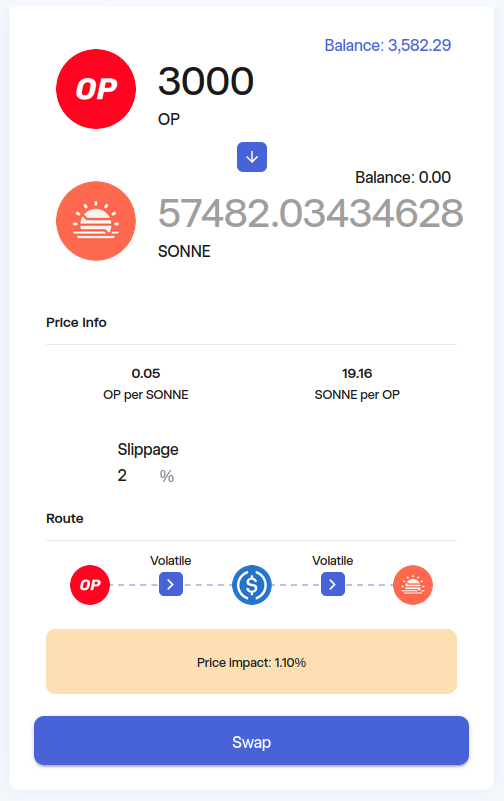 Balance: 3,582.29
OP
3000
OP
Balance: 0.00
57482.03434628
SONNE
Price Info
0.05
19.16
OP per SONNE
SONNE per OP
Slippage
2 %
Route
Volatile
Volatile
OP
$
Price impact: 1.10%
Swap